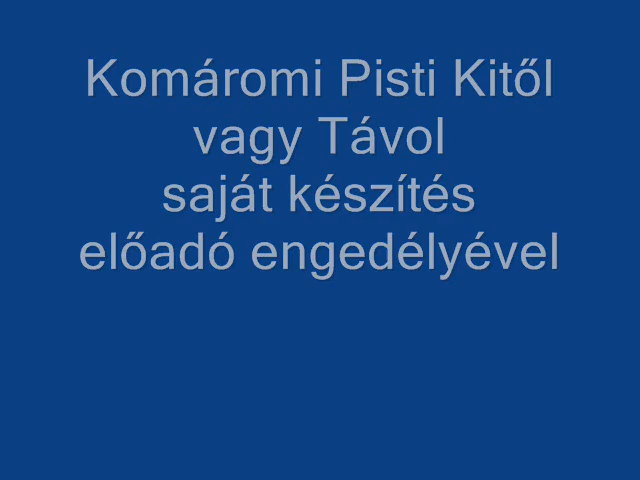 Komáromi Pisti Kitől
vagy Távol
saját készítés
előadó engedélyével